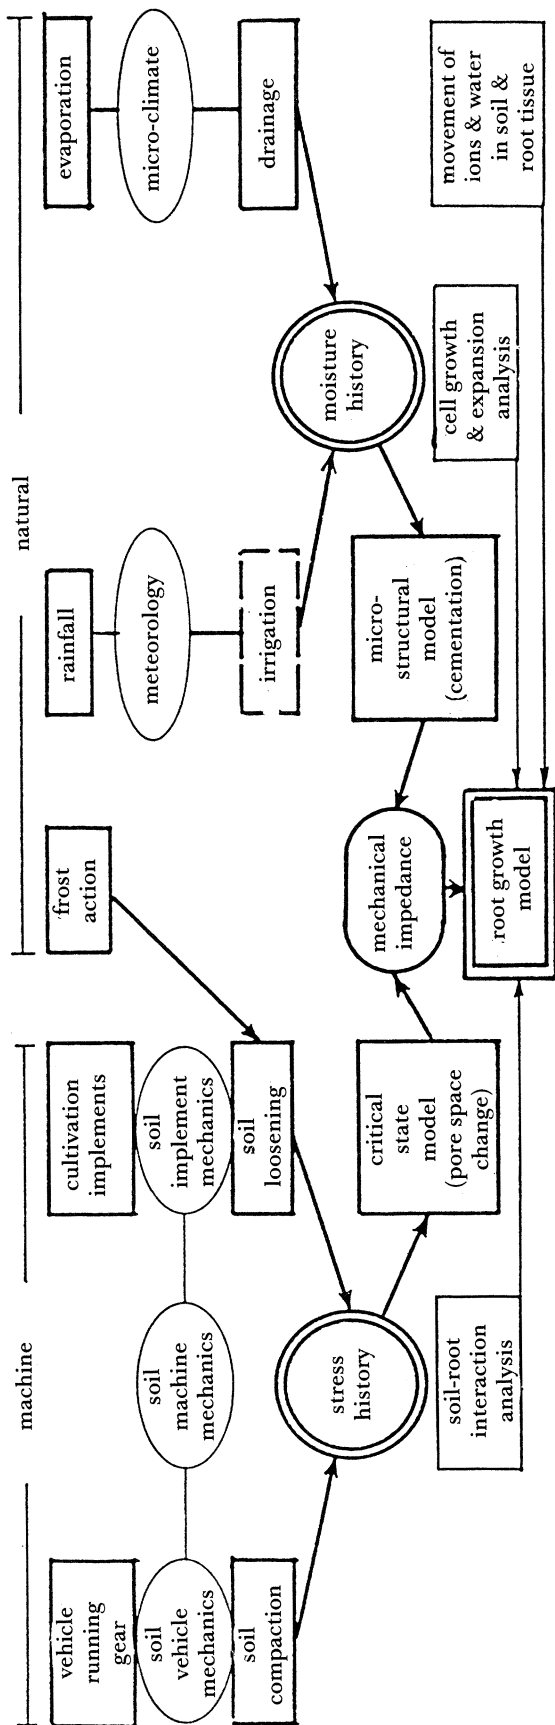 machine
natural
vehicle
running
gear
cultivation
implements
frost
action
rainfall
evaporation
soil
vehicle
mechanics
soil
machine
mechanics
soil
implement
mechanics
meteorology
micro-climate
soil
compaction
soil
loosening
irrigation
drainage
stress
history
moisture
history
critical
state
model
(pore space
change)
mechanical
impedance
micro-
structural
model
(cementation)
soil-root
interaction
analysis
root growth
model
cell growth
& expansion
analysis
movement of
ions & water
in soil &
root tissue